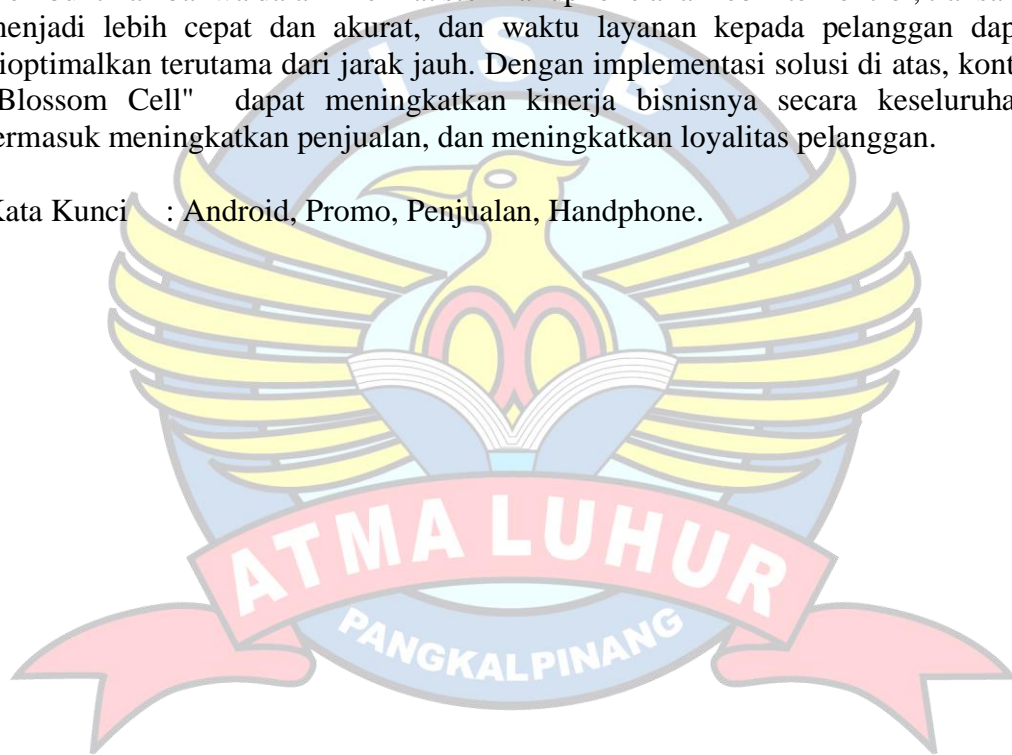 menjadi lebih cepat dan akurat, dan waktu layanan kepada pelanggan dap
ioptimalkan terutama dari jarak jauh. Dengan implementasi solusi di atas, kont
Blossom Cell" dapat meningkatkan kinerja bisnisnya secara keseluruha
ermasuk meningkatkan penjualan, dan meningkatkan loyalitas pelanggan.
Kata Kunci : Android, Promo, Penjualan, Handphone.
ISB
ATMA LUHUR
PANGKALPINANG